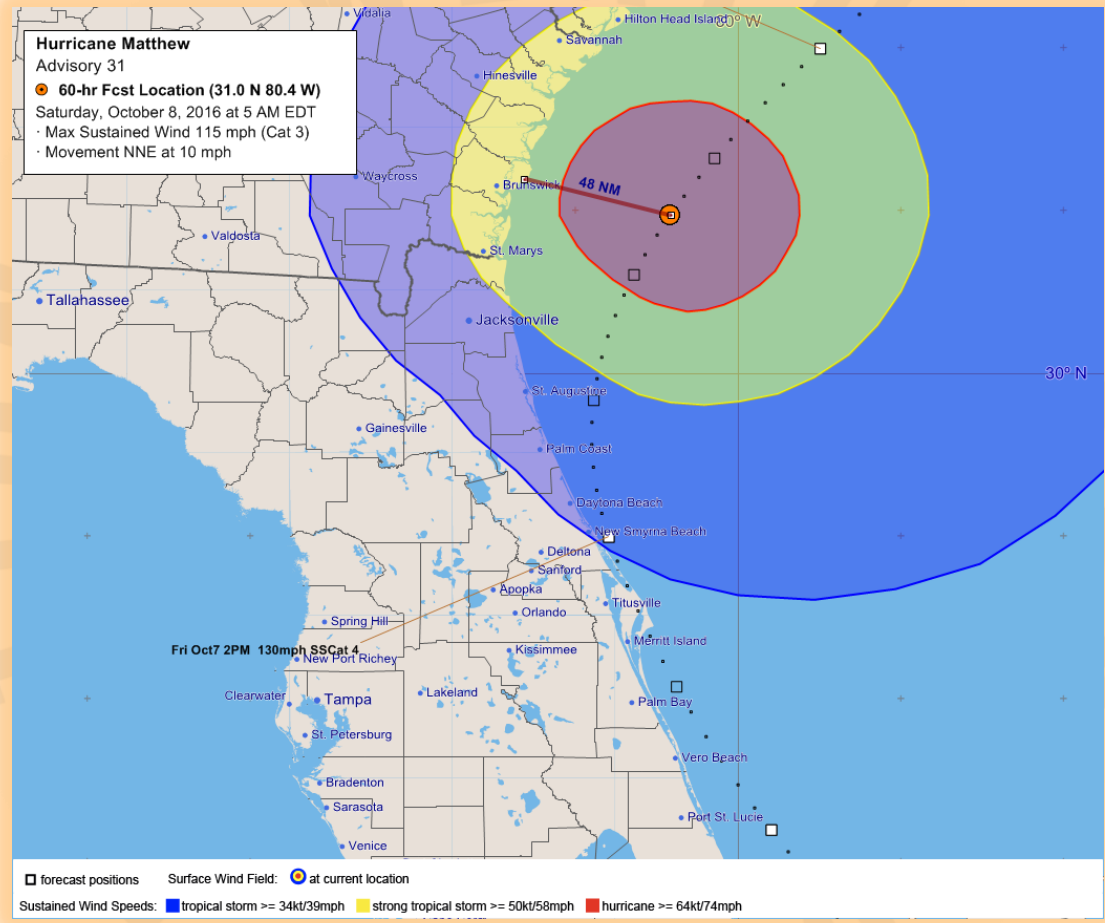 Vidalia
Hilton Head Island
80° W
Savannah
Hurricane Matthew
Advisory 31
60-hr Fcst Location (31.0 N 80.4 W)
Saturday, October 8, 2016 at 5 AM EDT
· Max Sustained Wind 115 mph (Cat 3)
· Movement NNE at 10 mph
Hinesville
Waycross
Brunswick
48 NM
Valdosta
St. Marys
Tallahassee
Jacksonville
30° N
St. Augustine
Gainesville
Palm Coast
Daytona Beach
New Smyrna Beach
Deltona
Sanford
Apopka
Titusville
Orlando
Spring Hill
Merritt Island
Fri Oct7 2PM 130mph SSCat 4
Kissimmee
New Port Richey
Clearwater
Tampa
Lakeland
Palm Bay
St. Petersburg
Vero Beach
Bradenton
Sarasota
Port St. Lucie
Venice
forecast positions Surface Wind Field: at current location
Sustained Wind Speeds: tropical storm >= 34kt/39mph strong tropical storm >= 50kt/58mph hurricane >= 64kt/74mph